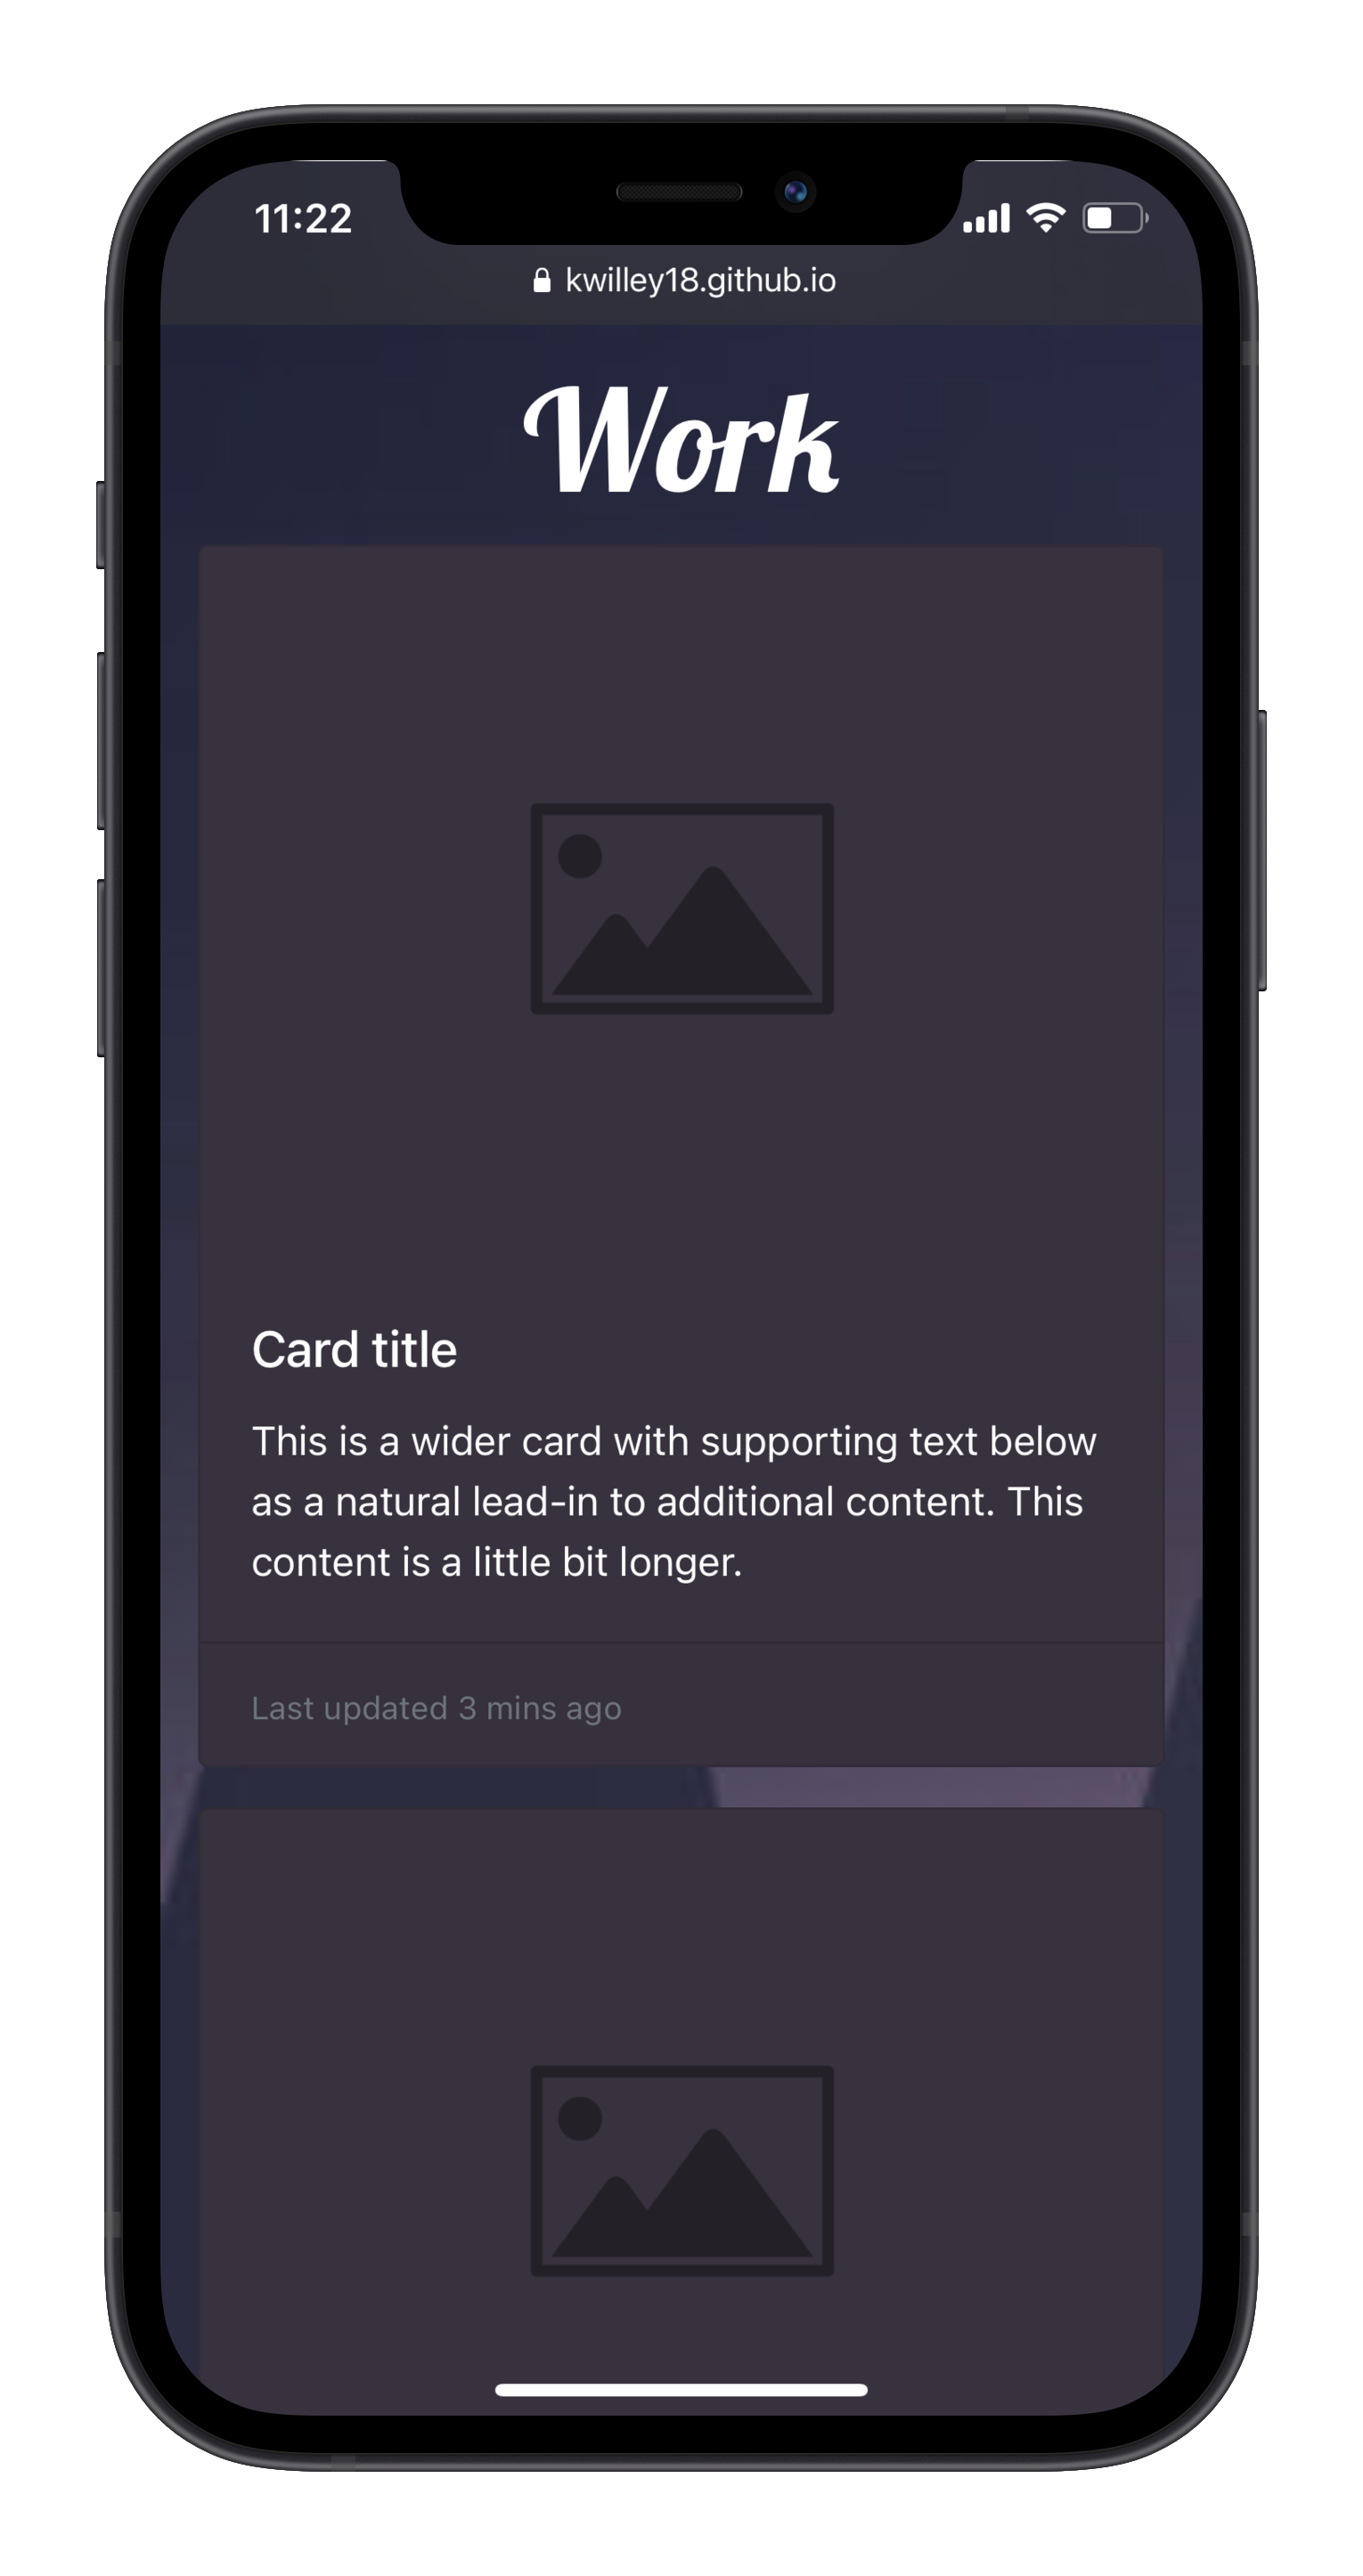 11:22
kwilley18.github.io
Work
Card title
This is a wider card with supporting text below
as a natural lead-in to additional content. This
content is a little bit longer.
Last updated 3 mins ago